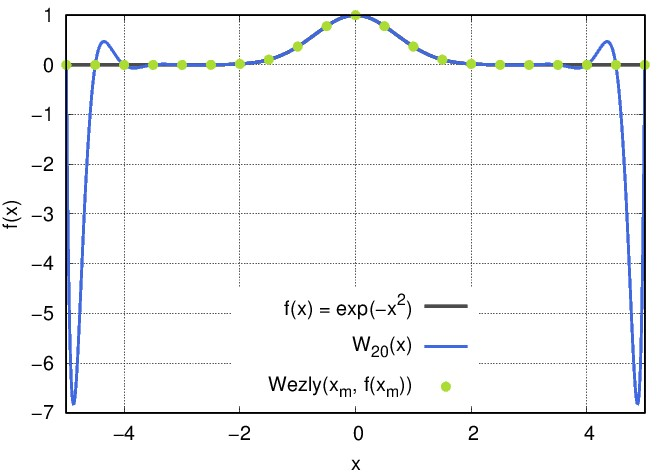 1
0
−1
−2
−3
−4
−5
−6
−7
f(x)
f(x) = exp(−x²)
W₂₀(x)
Wezly(xₘ, f(xₘ))
−4 −2 0 2 4
x